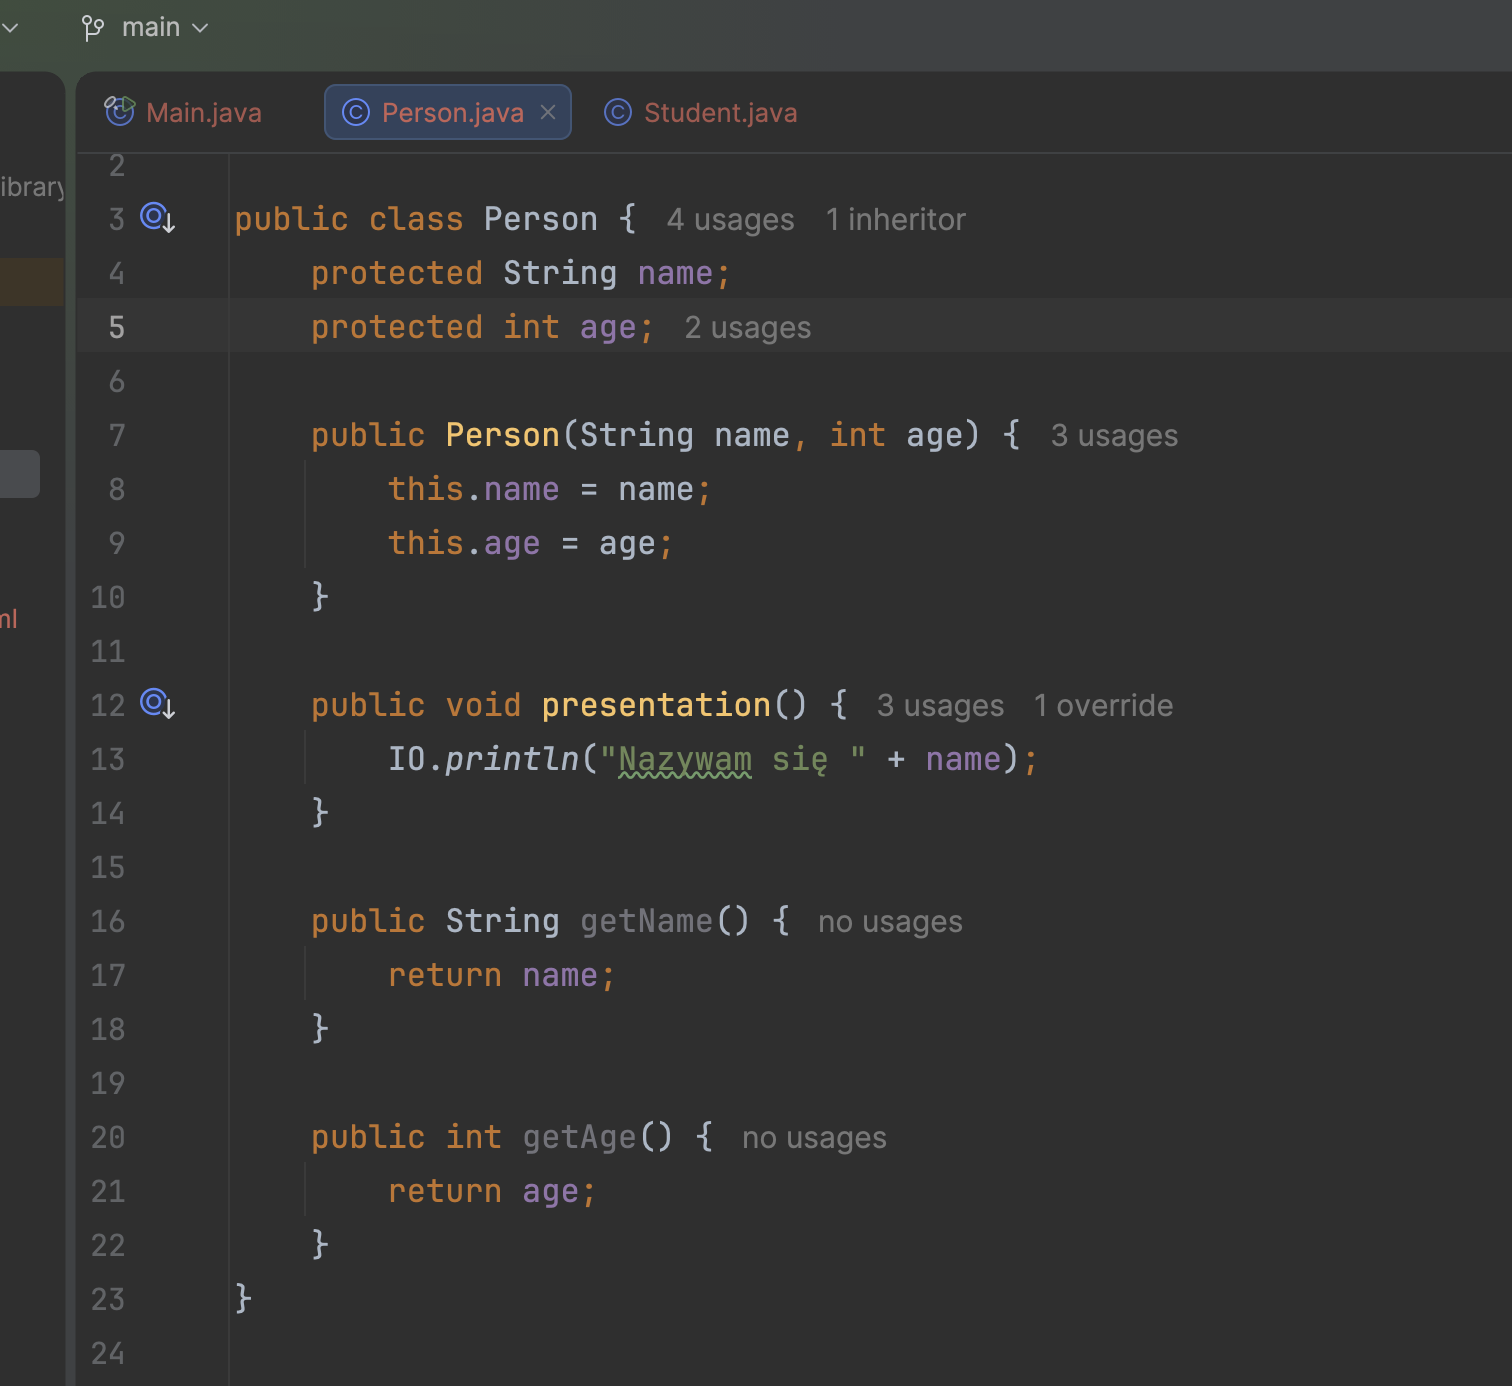 main
Main.java Person.java Student.java
ibrary
2
3 public class Person { 4 usages 1 inheritor
4 protected String name;
5 protected int age; 2 usages
6
7 public Person(String name, int age) { 3 usages
8 this.name = name;
9 this.age = age;
10 }
ml
11
12 public void presentation() { 3 usages 1 override
13 IO.println("Nazywam się " + name);
14 }
15
16 public String getName() { no usages
17 return name;
18 }
19
20 public int getAge() { no usages
21 return age;
22 }
23 }
24